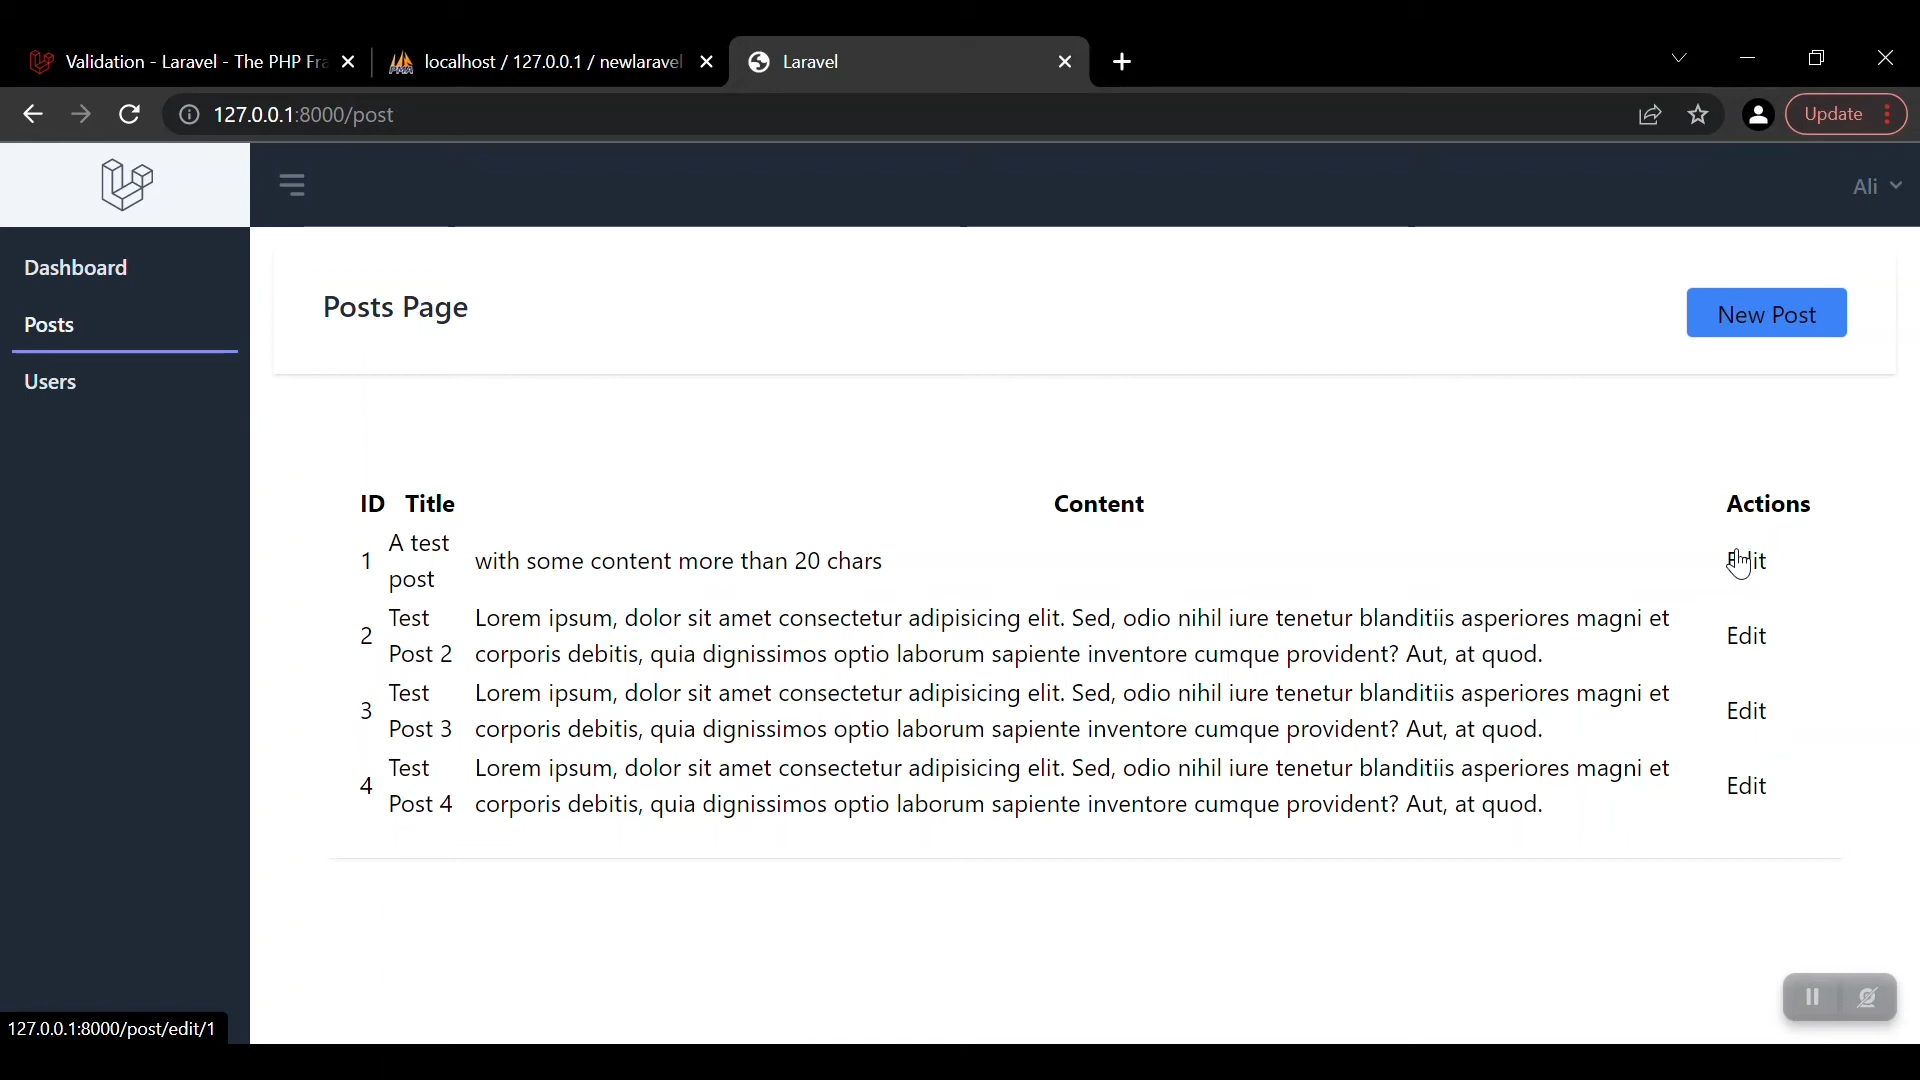 Validation - Laravel - The PHP Fra
localhost / 127.0.0.1 / newlaravel
Laravel
127.0.0.1:8000/post
Update
Ali
Dashboard
Posts
Users
Posts Page
New Post
ID Title Content Actions
1 A test
post
with some content more than 20 chars
Edit
2 Test
Post 2
Lorem ipsum, dolor sit amet consectetur adipisicing elit. Sed, odio nihil iure tenetur blanditiis asperiores magni et
corporis debitis, quia dignissimos optio laborum sapiente inventore cumque provident? Aut, at quod.
Edit
3 Test
Post 3
Lorem ipsum, dolor sit amet consectetur adipisicing elit. Sed, odio nihil iure tenetur blanditiis asperiores magni et
corporis debitis, quia dignissimos optio laborum sapiente inventore cumque provident? Aut, at quod.
Edit
4 Test
Post 4
Lorem ipsum, dolor sit amet consectetur adipisicing elit. Sed, odio nihil iure tenetur blanditiis asperiores magni et
corporis debitis, quia dignissimos optio laborum sapiente inventore cumque provident? Aut, at quod.
Edit
127.0.0.1:8000/post/edit/1